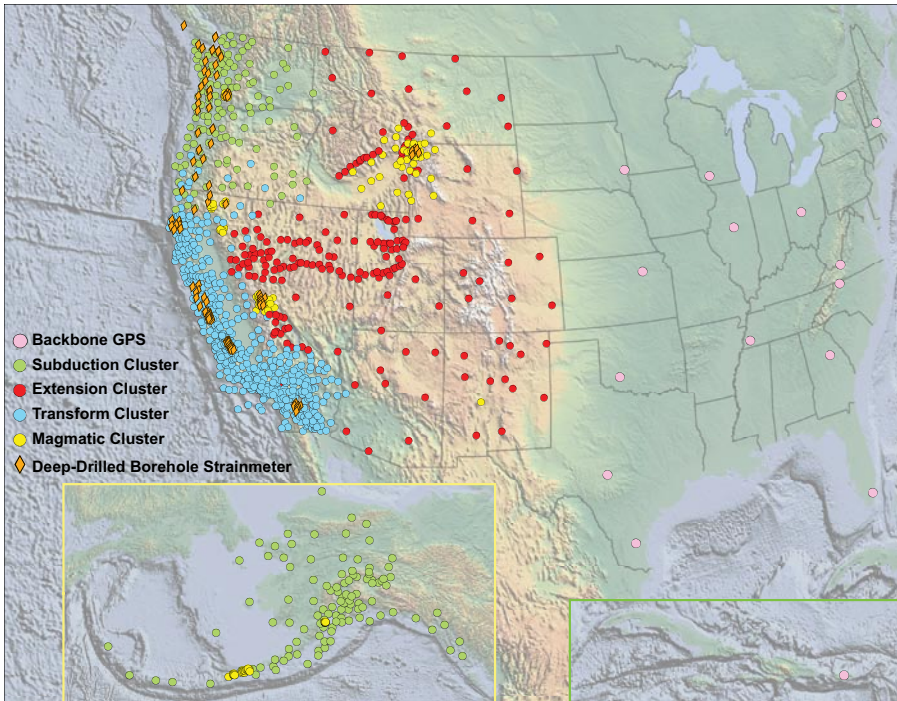 Backbone GPS
Subduction Cluster
Extension Cluster
Transform Cluster
Magmatic Cluster
Deep-Drilled Borehole Strainmeter